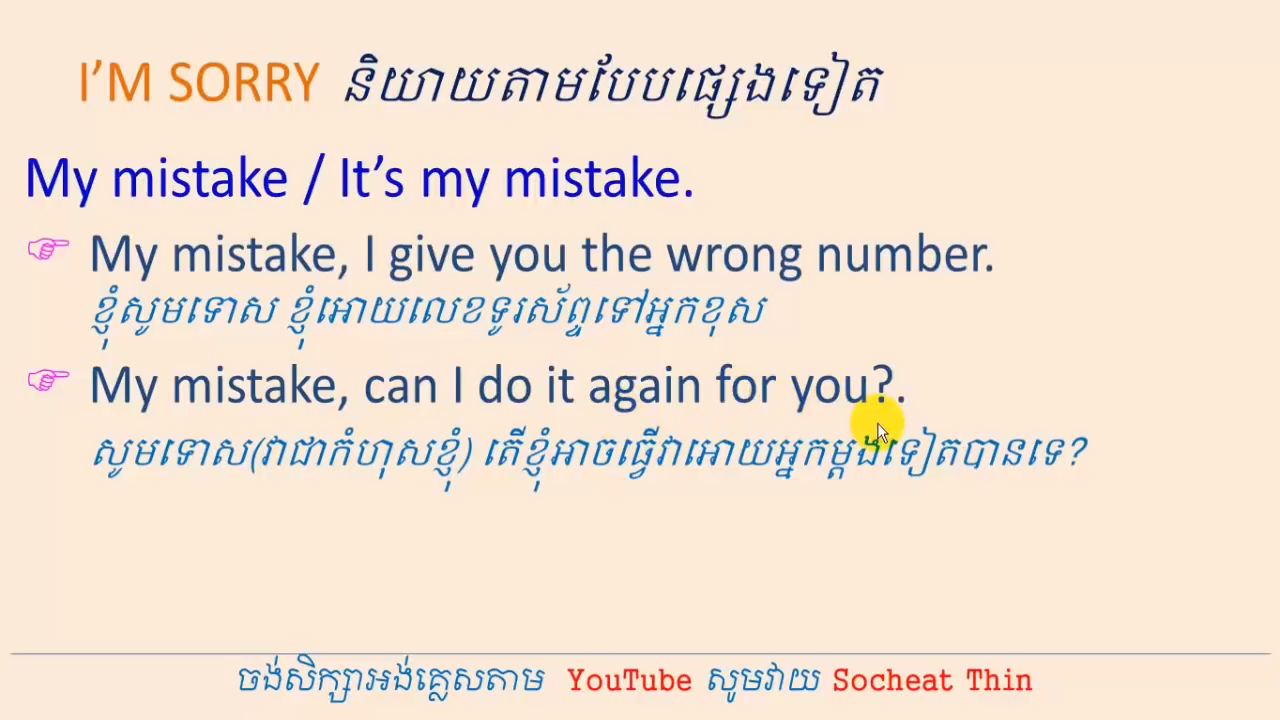 I’M SORRY និយាយតាមបែបផ្សេងទៀត
My mistake / It’s my mistake.
My mistake, I give you the wrong number.
ខ្ញុំសូមទោស ខ្ញុំអោយលេខទូរស័ព្ទទៅអ្នកខុស
My mistake, can I do it again for you?.
សូមទោស(វាជាកំហុសខ្ញុំ) តើខ្ញុំអាចធ្វើវាអោយអ្នកម្ដងទៀតបានទេ?
ចង់សិក្សាអង់គ្លេសតាម YouTube សូមវាយ Socheat Thin